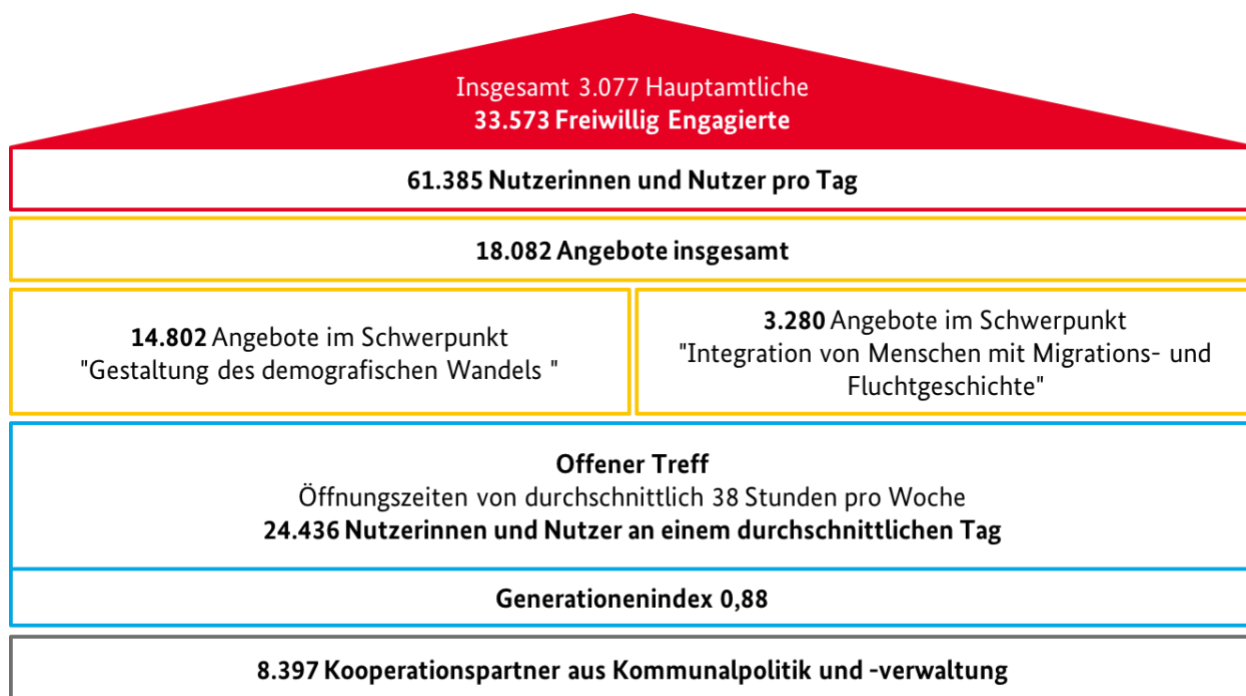 Insgesamt 3.077 Hauptamtliche
33.573 Freiwillig Engagierte
61.385 Nutzerinnen und Nutzer pro Tag
18.082 Angebote insgesamt
14.802 Angebote im Schwerpunkt
"Gestaltung des demografischen Wandels "
3.280 Angebote im Schwerpunkt
"Integration von Menschen mit Migrations- und
Fluchtgeschichte"
Offener Treff
Öffnungszeiten von durchschnittlich 38 Stunden pro Woche
24.436 Nutzerinnen und Nutzer an einem durchschnittlichen Tag
Generationenindex 0,88
8.397 Kooperationspartner aus Kommunalpolitik und -verwaltung